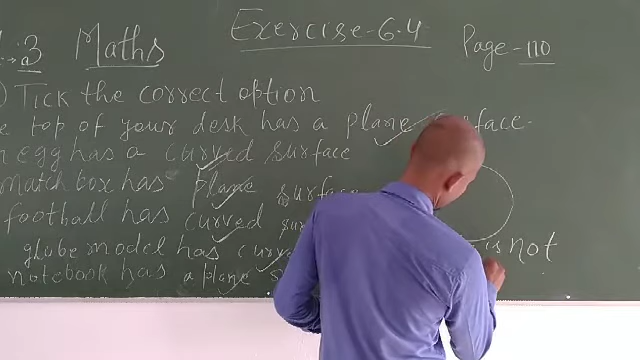 3 Maths Exercise-6.4 Page-110
Tick the correct option
top of your desk has a plane surface.
egg has a curved surface
match box has plane surface
football has curved
globe model has
notebook has a plane
is not